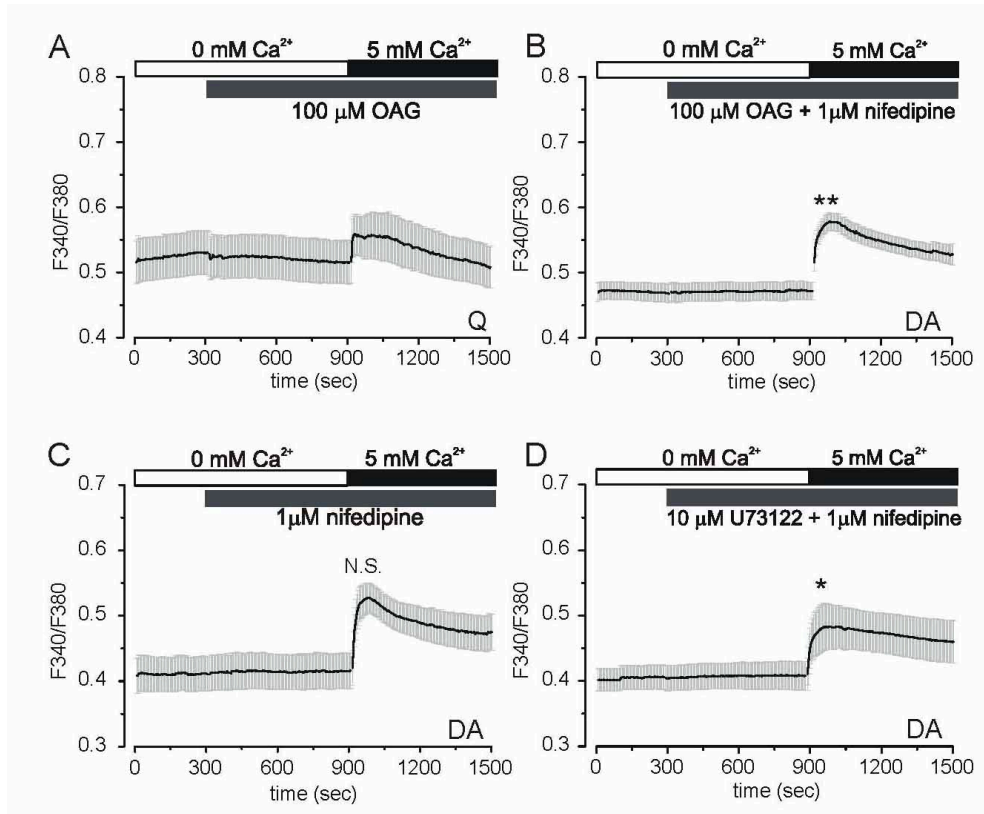 A
0 mM Ca²⁺ 5 mM Ca²⁺
100 μM OAG
0.8
0.7
0.6
0.5
0.4
F340/F380
Q
0 300 600 900 1200 1500
time (sec)
B
0 mM Ca²⁺ 5 mM Ca²⁺
100 μM OAG + 1μM nifedipine
0.8
0.7
0.6
0.5
0.4
F340/F380
**
DA
0 300 600 900 1200 1500
time (sec)
C
0 mM Ca²⁺ 5 mM Ca²⁺
1μM nifedipine
0.7
0.6
0.5
0.4
0.3
F340/F380
N.S.
DA
0 300 600 900 1200 1500
time (sec)
D
0 mM Ca²⁺ 5 mM Ca²⁺
10 μM U73122 + 1μM nifedipine
0.7
0.6
0.5
0.4
0.3
F340/F380
*
DA
0 300 600 900 1200 1500
time (sec)